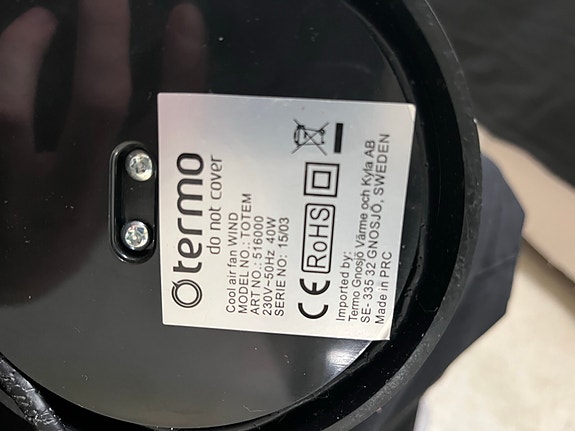 termo
do not cover
Cool air fan WIND
MODEL NO.: TOTEM
ART NO.: 516000
230V~50Hz 40W
SERIE NO: 15/03
CE RoHS
Imported by:
Termo Gnosjö Värme och Kyla AB
SE- 335 32 GNOSJÖ, SWEDEN
Made in PRC